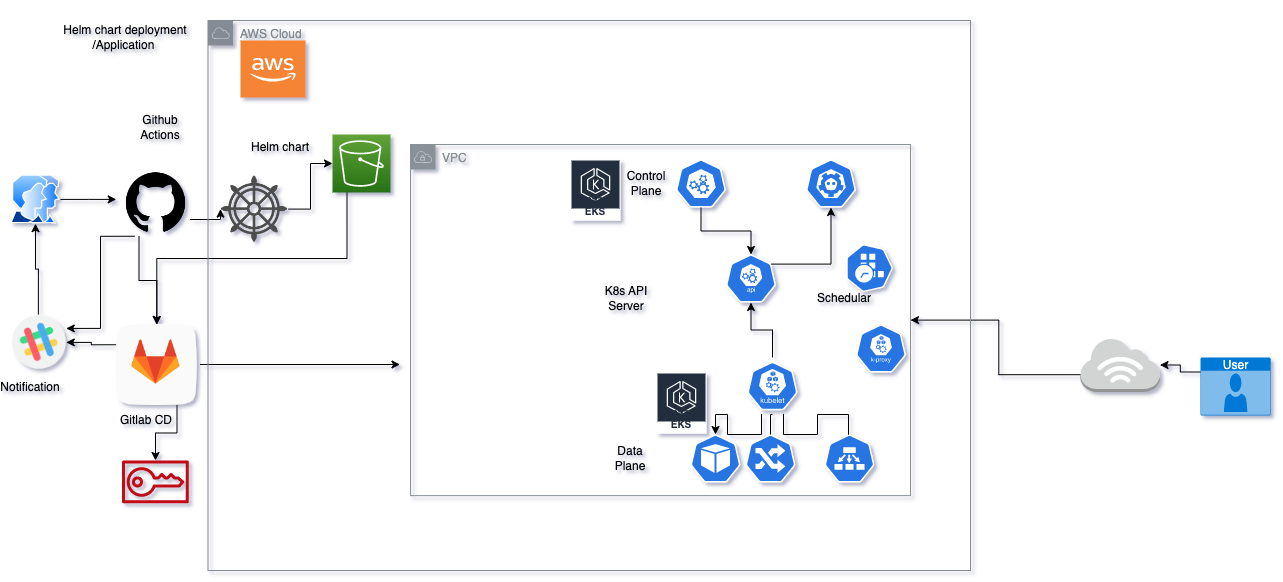 Helm chart deployment
/Application
AWS Cloud
aws
Github
Actions
Helm chart
VPC
EKS
Control
Plane
api
K8s API
Server
Schedular
k-proxy
Notification
Gitlab CD
kubelet
EKS
Data
Plane
User